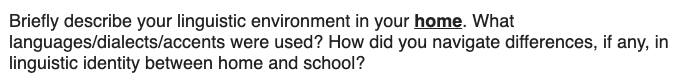 Briefly describe your linguistic environment in your home. What
languages/dialects/accents were used? How did you navigate differences, if any, in
linguistic identity between home and school?